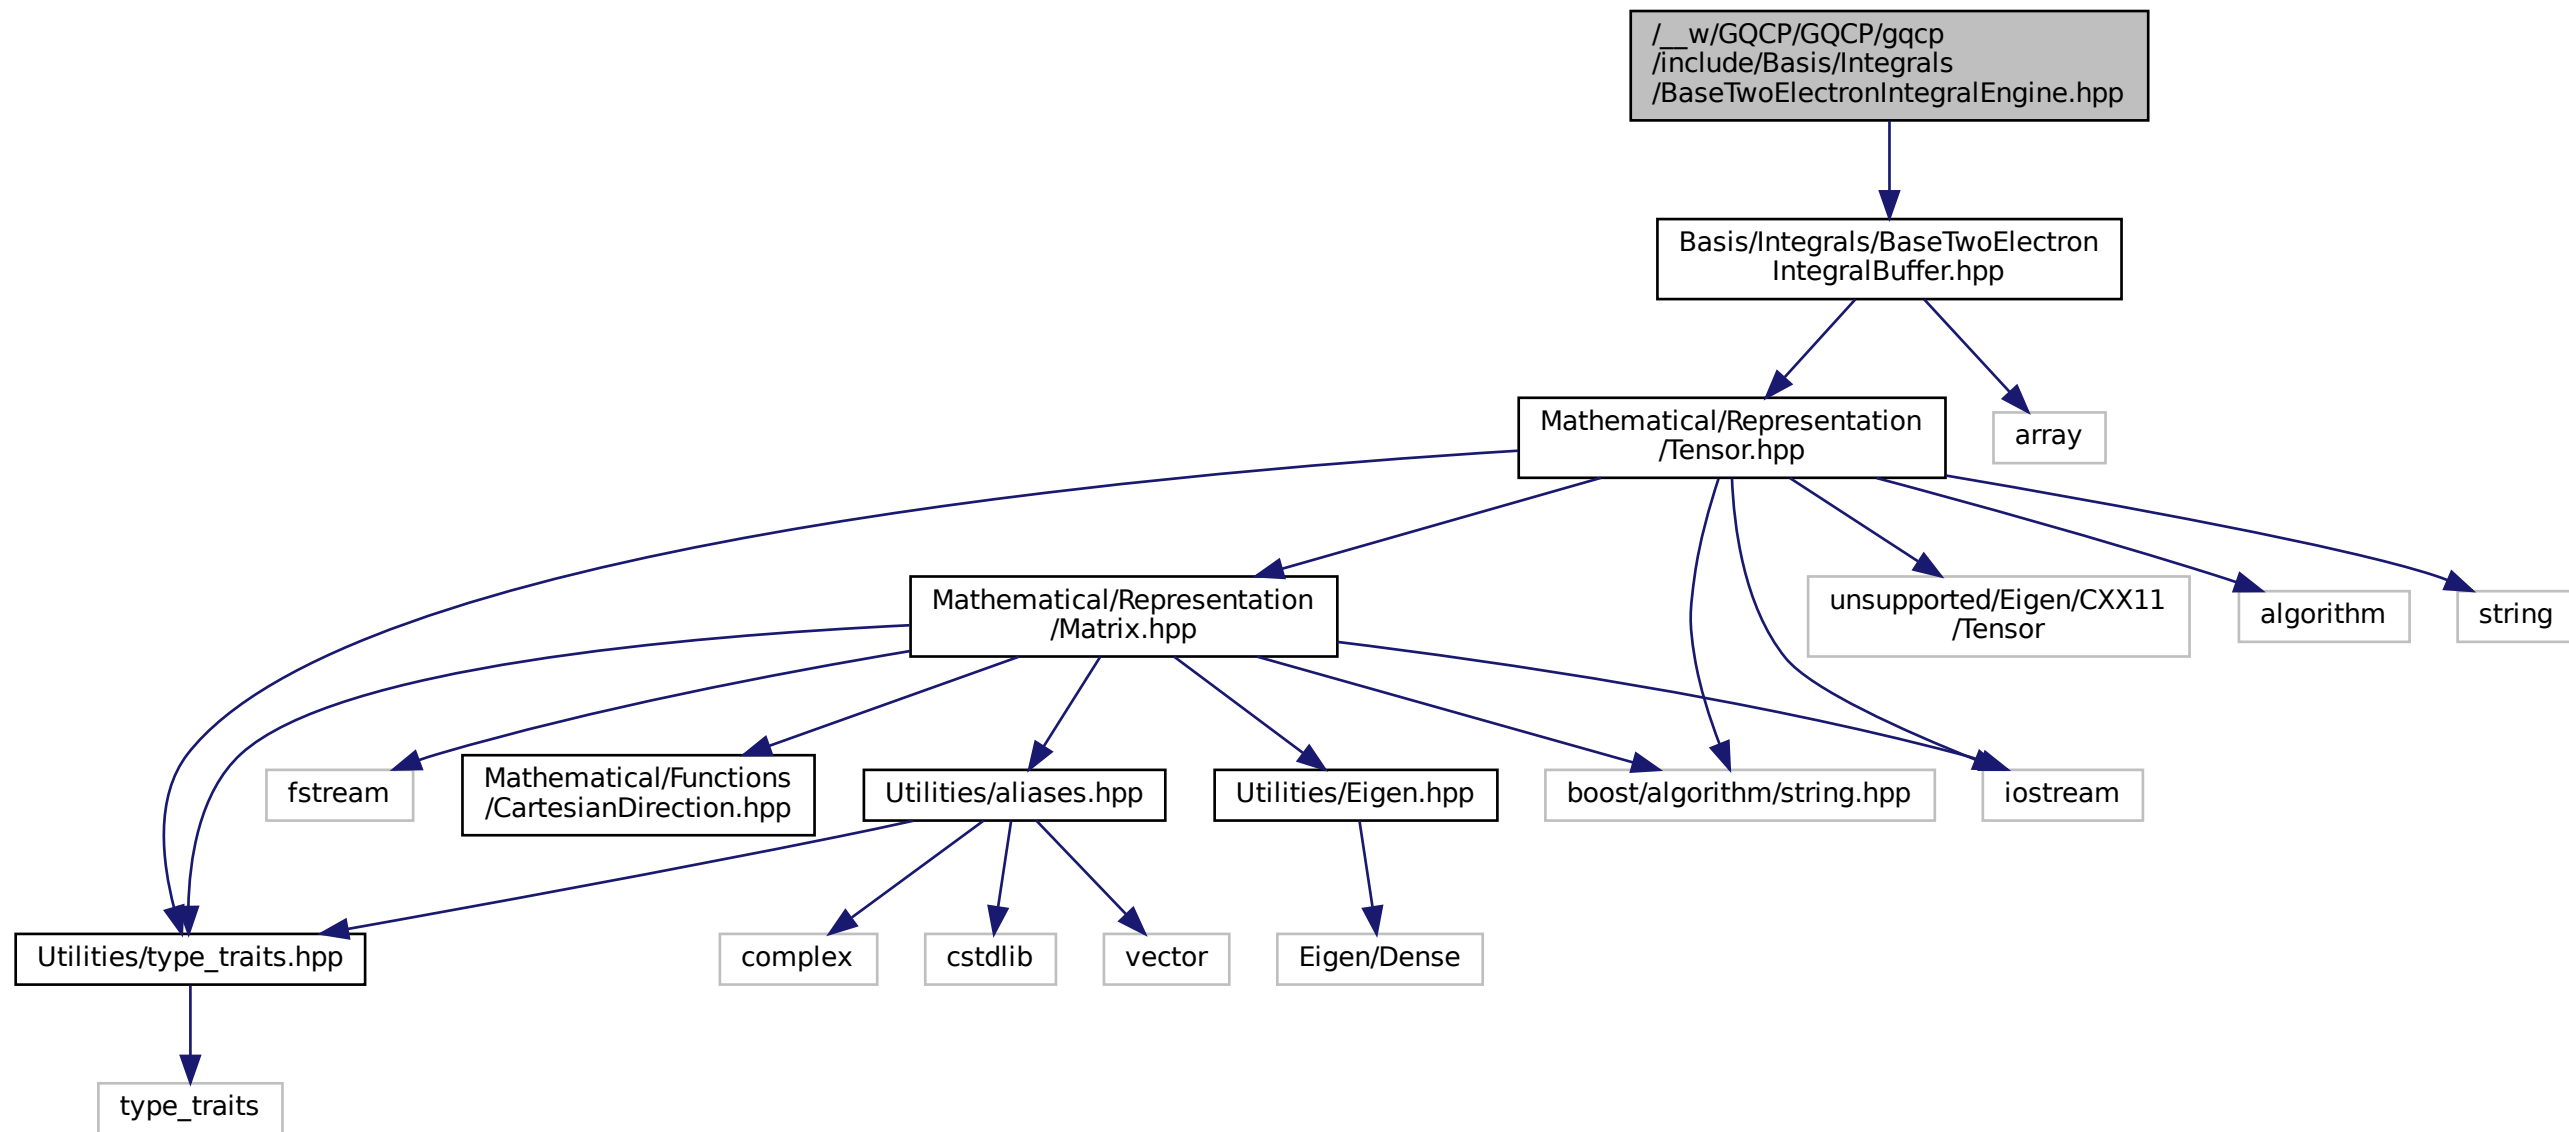 /__w/GQCP/GQCP/gqcp
/include/Basis/Integrals
/BaseTwoElectronIntegralEngine.hpp
Basis/Integrals/BaseTwoElectron
IntegralBuffer.hpp
Mathematical/Representation
/Tensor.hpp
array
Mathematical/Representation
/Matrix.hpp
unsupported/Eigen/CXX11
/Tensor
algorithm
string
fstream
Mathematical/Functions
/CartesianDirection.hpp
Utilities/aliases.hpp
Utilities/Eigen.hpp
boost/algorithm/string.hpp
iostream
Utilities/type_traits.hpp
complex
cstdlib
vector
Eigen/Dense
type_traits